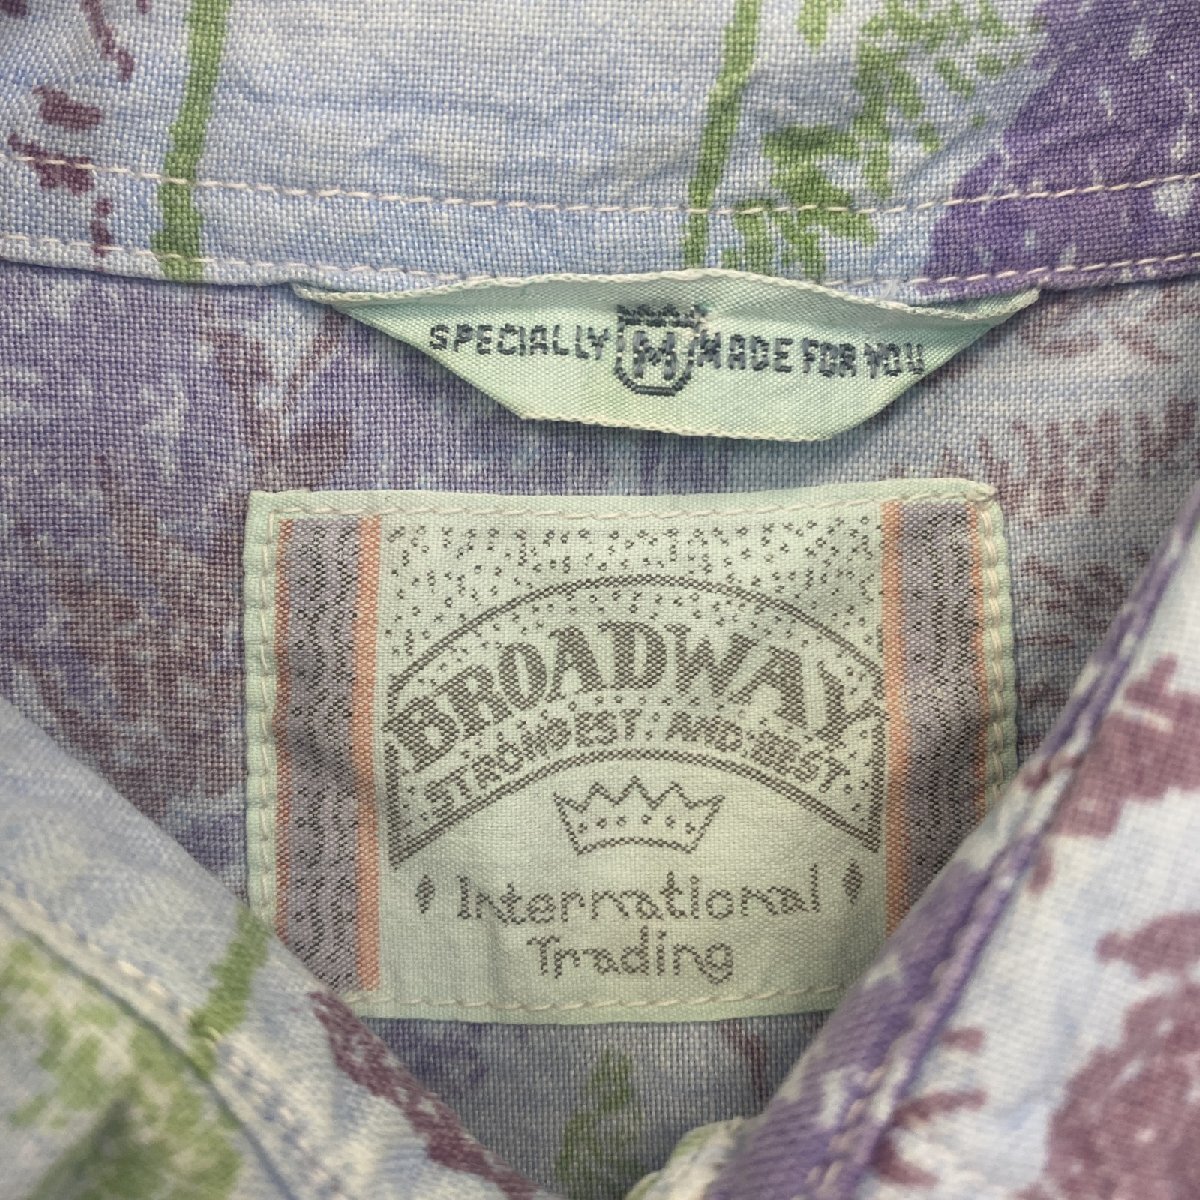 SPECIALLY M MADE FOR YOU
BROADWAY
STRONGEST. AND. BEST
International
Trading